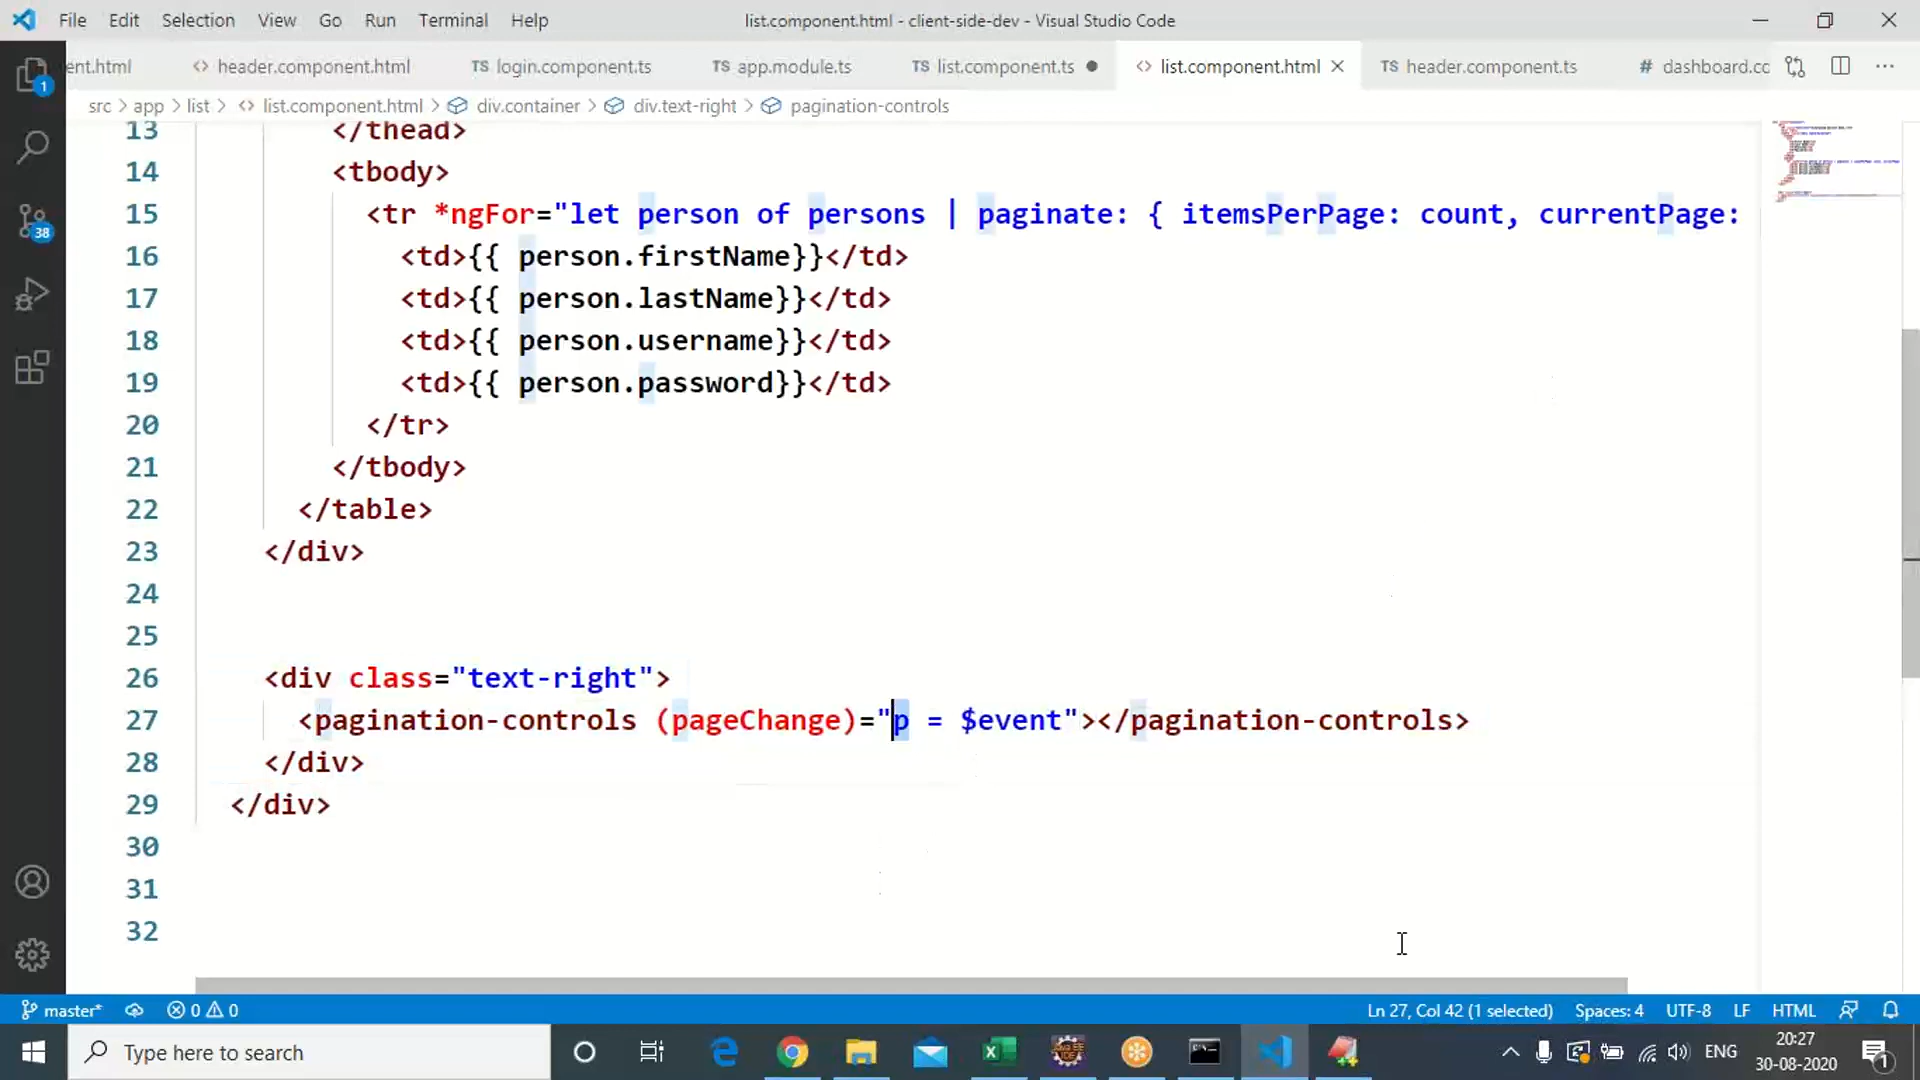 File Edit Selection View Go Run Terminal Help list.component.html - client-side-dev - Visual Studio Code
ent.html <> header.component.html TS login.component.ts TS app.module.ts TS list.component.ts ● <> list.component.html × TS header.component.ts # dashboard.cc
src > app > list > <> list.component.html > div.container > div.text-right > pagination-controls
13 </thead>
14 <tbody>
15 <tr *ngFor="let person of persons | paginate: { itemsPerPage: count, currentPage:
16 <td>{{ person.firstName}}</td>
17 <td>{{ person.lastName}}</td>
18 <td>{{ person.username}}</td>
19 <td>{{ person.password}}</td>
20 </tr>
21 </tbody>
22 </table>
23 </div>
24
25
26 <div class="text-right">
27 <pagination-controls (pageChange)="p = $event"></pagination-controls>
28 </div>
29 </div>
30
31
32
1
38
master* 0 0 Ln 27, Col 42 (1 selected) Spaces: 4 UTF-8 LF HTML
Type here to search ENG 20:27
30-08-2020
1